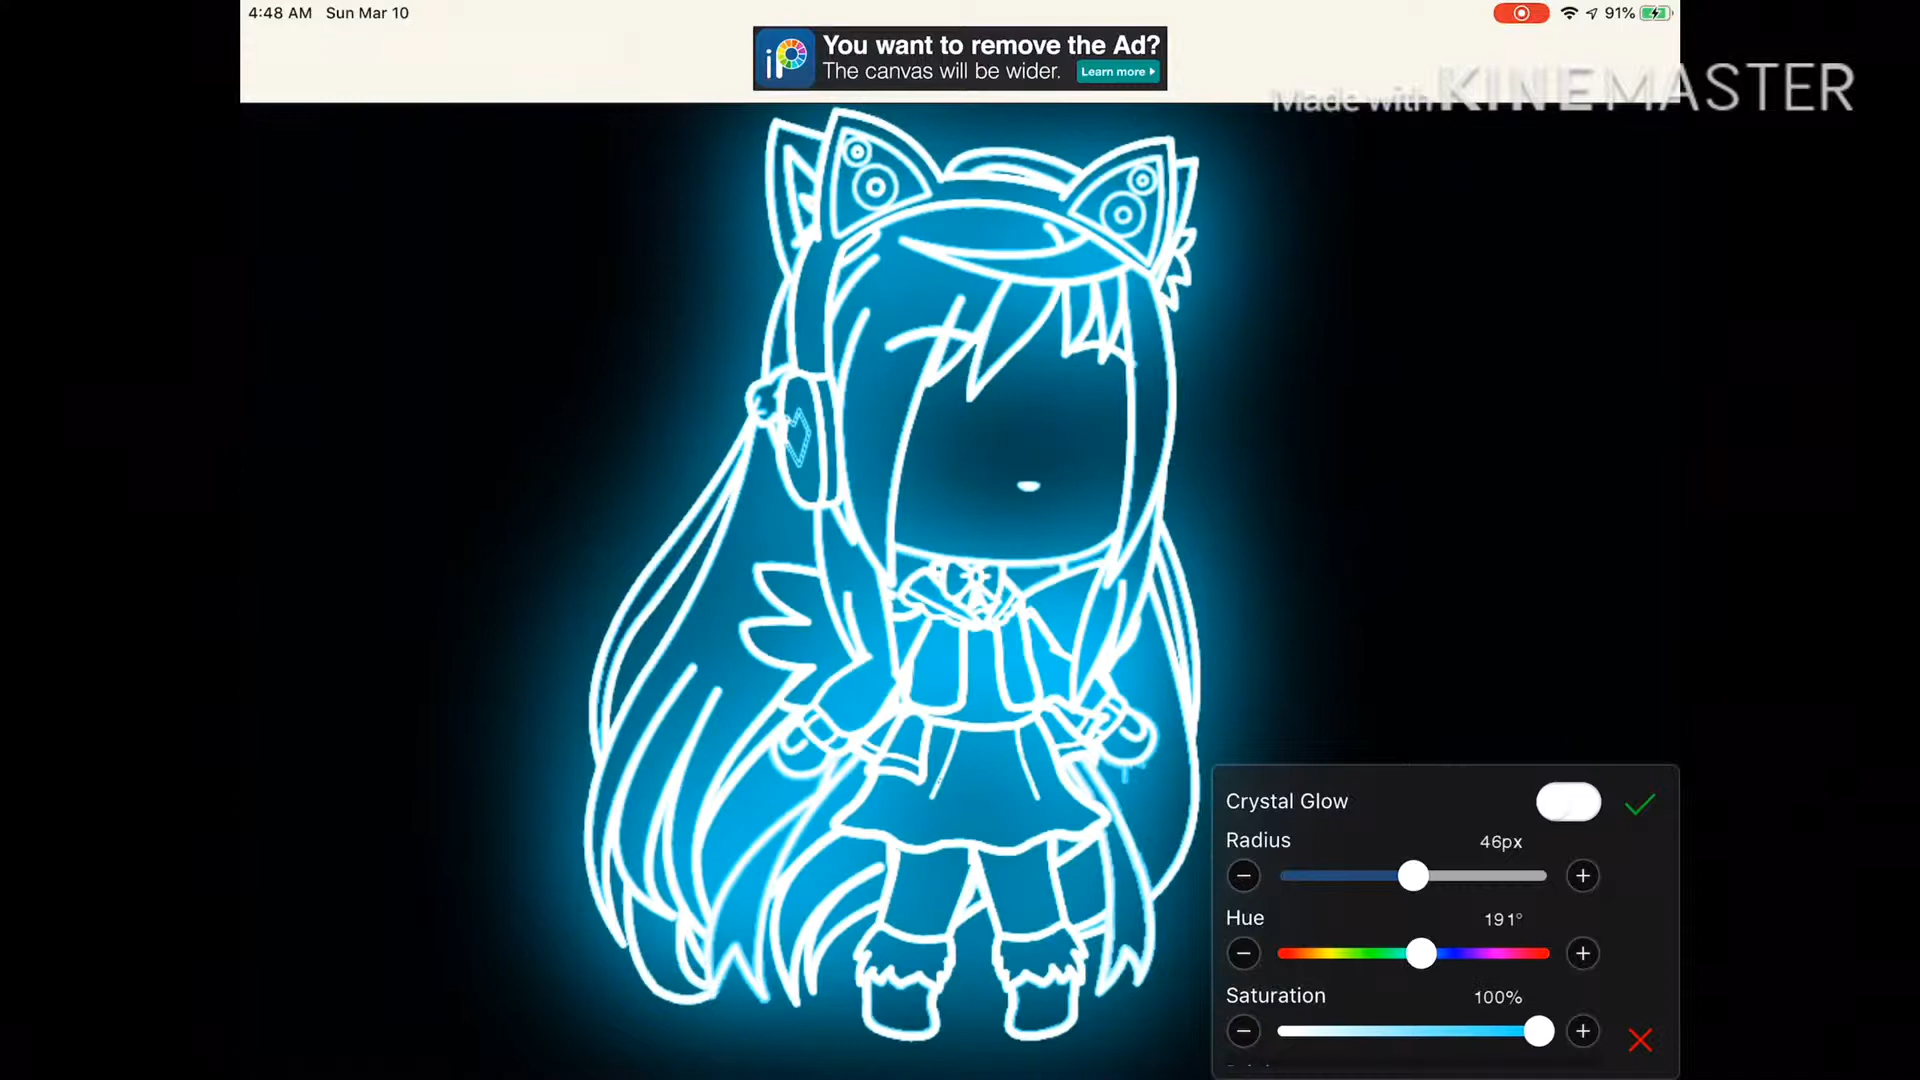 4:48 AM Sun Mar 10
91%
iP
You want to remove the Ad?
The canvas will be wider. Learn more
Made with KINEMASTER
Crystal Glow
Radius 46px
Hue 191°
Saturation 100%